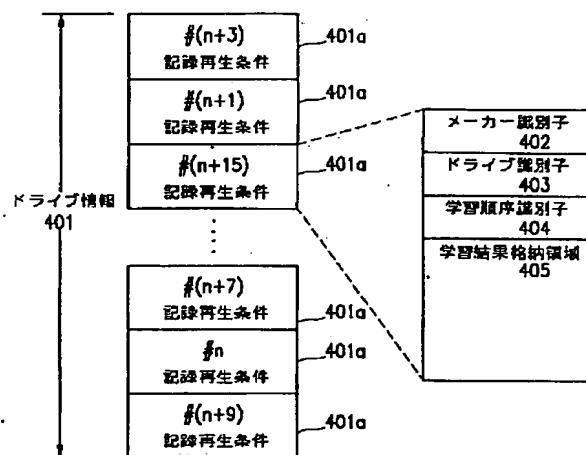 #(n+3)
記録再生条件
401a
#(n+1)
記録再生条件
401a
#(n+15)
記録再生条件
401a
ドライブ情報
401
#(n+7)
記録再生条件
401a
#n
記録再生条件
401a
#(n+9)
記録再生条件
401a
メーカー識別子
402
ドライブ識別子
403
学習順序識別子
404
学習結果格納領域
405